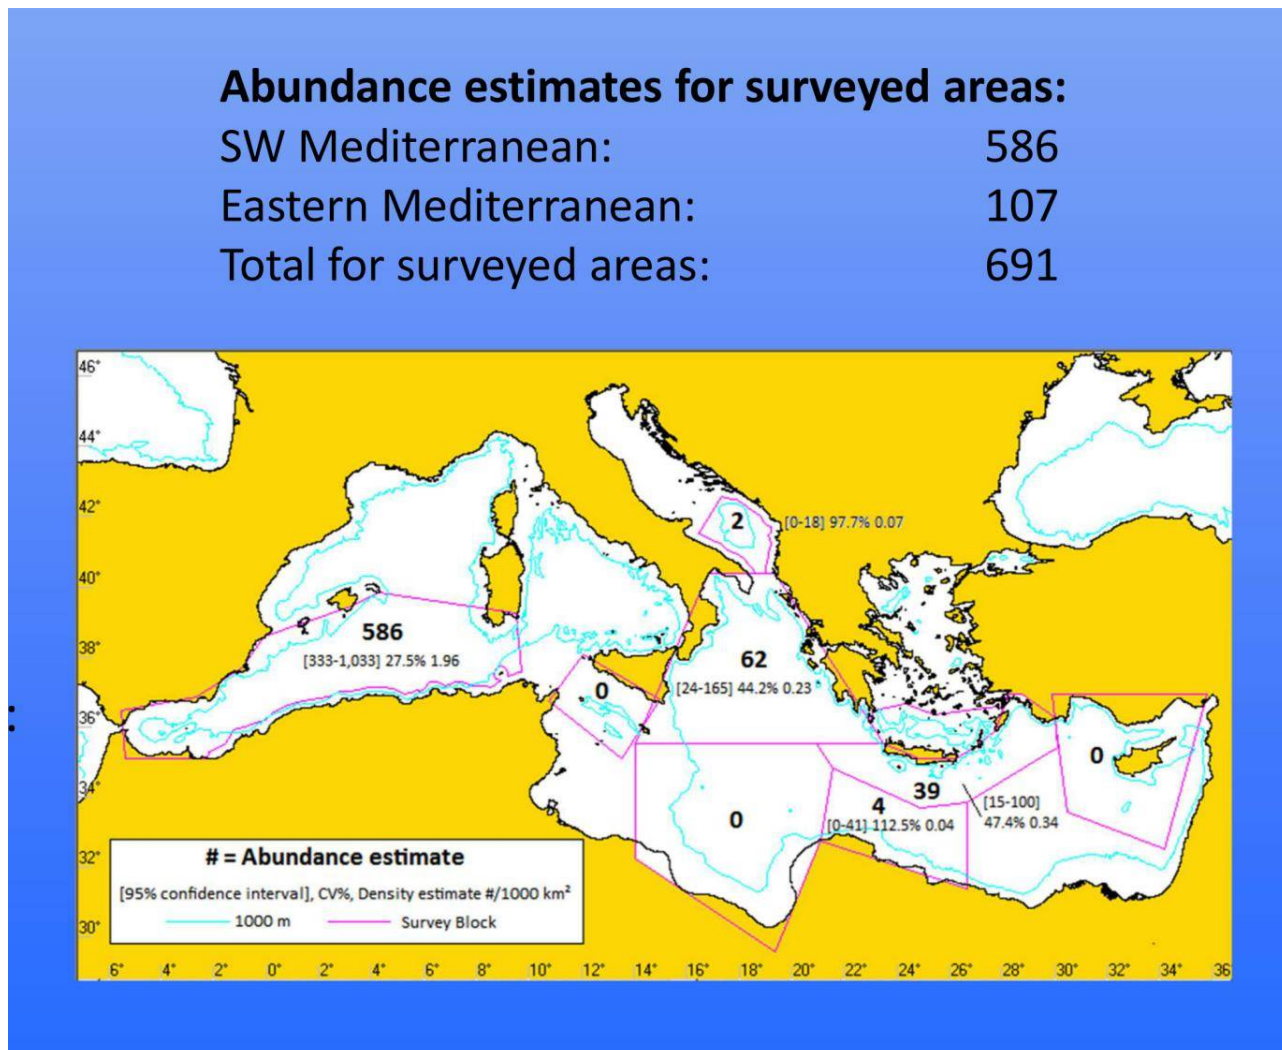 Abundance estimates for surveyed areas:
SW Mediterranean: 586
Eastern Mediterranean: 107
Total for surveyed areas: 691
46°
44°
42°
40°
38°
36°
34°
32°
30°
2
[0-18] 97.7% 0.07
586
[333-1,033] 27.5% 1.96
62
[24-165] 44.2% 0.23
0
0
0
39
4
[0-41] 112.5% 0.04
[15-100]
47.4% 0.34
:
# = Abundance estimate
[95% confidence interval], CV%, Density estimate #/1000 km²
1000 m
Survey Block
6° 4° 2° 0° 2° 4° 6° 8° 10° 12° 14° 16° 18° 20° 22° 24° 26° 28° 30° 32° 34° 36